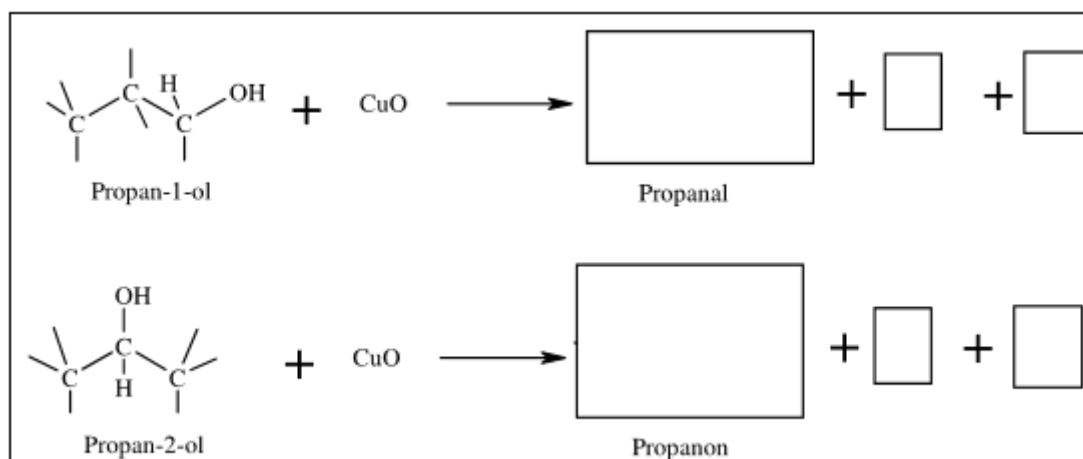 H
C OH
C C
+ CuO + +
Propan-1-ol Propanal
OH
C
C H C
+ CuO + +
Propan-2-ol Propanon